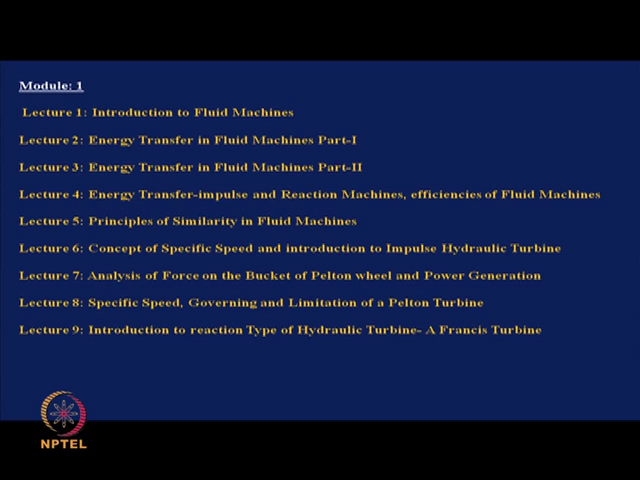 Module: 1
Lecture 1: Introduction to Fluid Machines
Lecture 2: Energy Transfer in Fluid Machines Part-I
Lecture 3: Energy Transfer in Fluid Machines Part-II
Lecture 4: Energy Transfer-impulse and Reaction Machines, efficiencies of Fluid Machines
Lecture 5: Principles of Similarity in Fluid Machines
Lecture 6: Concept of Specific Speed and introduction to Impulse Hydraulic Turbine
Lecture 7: Analysis of Force on the Bucket of Pelton wheel and Power Generation
Lecture 8: Specific Speed, Governing and Limitation of a Pelton Turbine
Lecture 9: Introduction to reaction Type of Hydraulic Turbine- A Francis Turbine
NPTEL